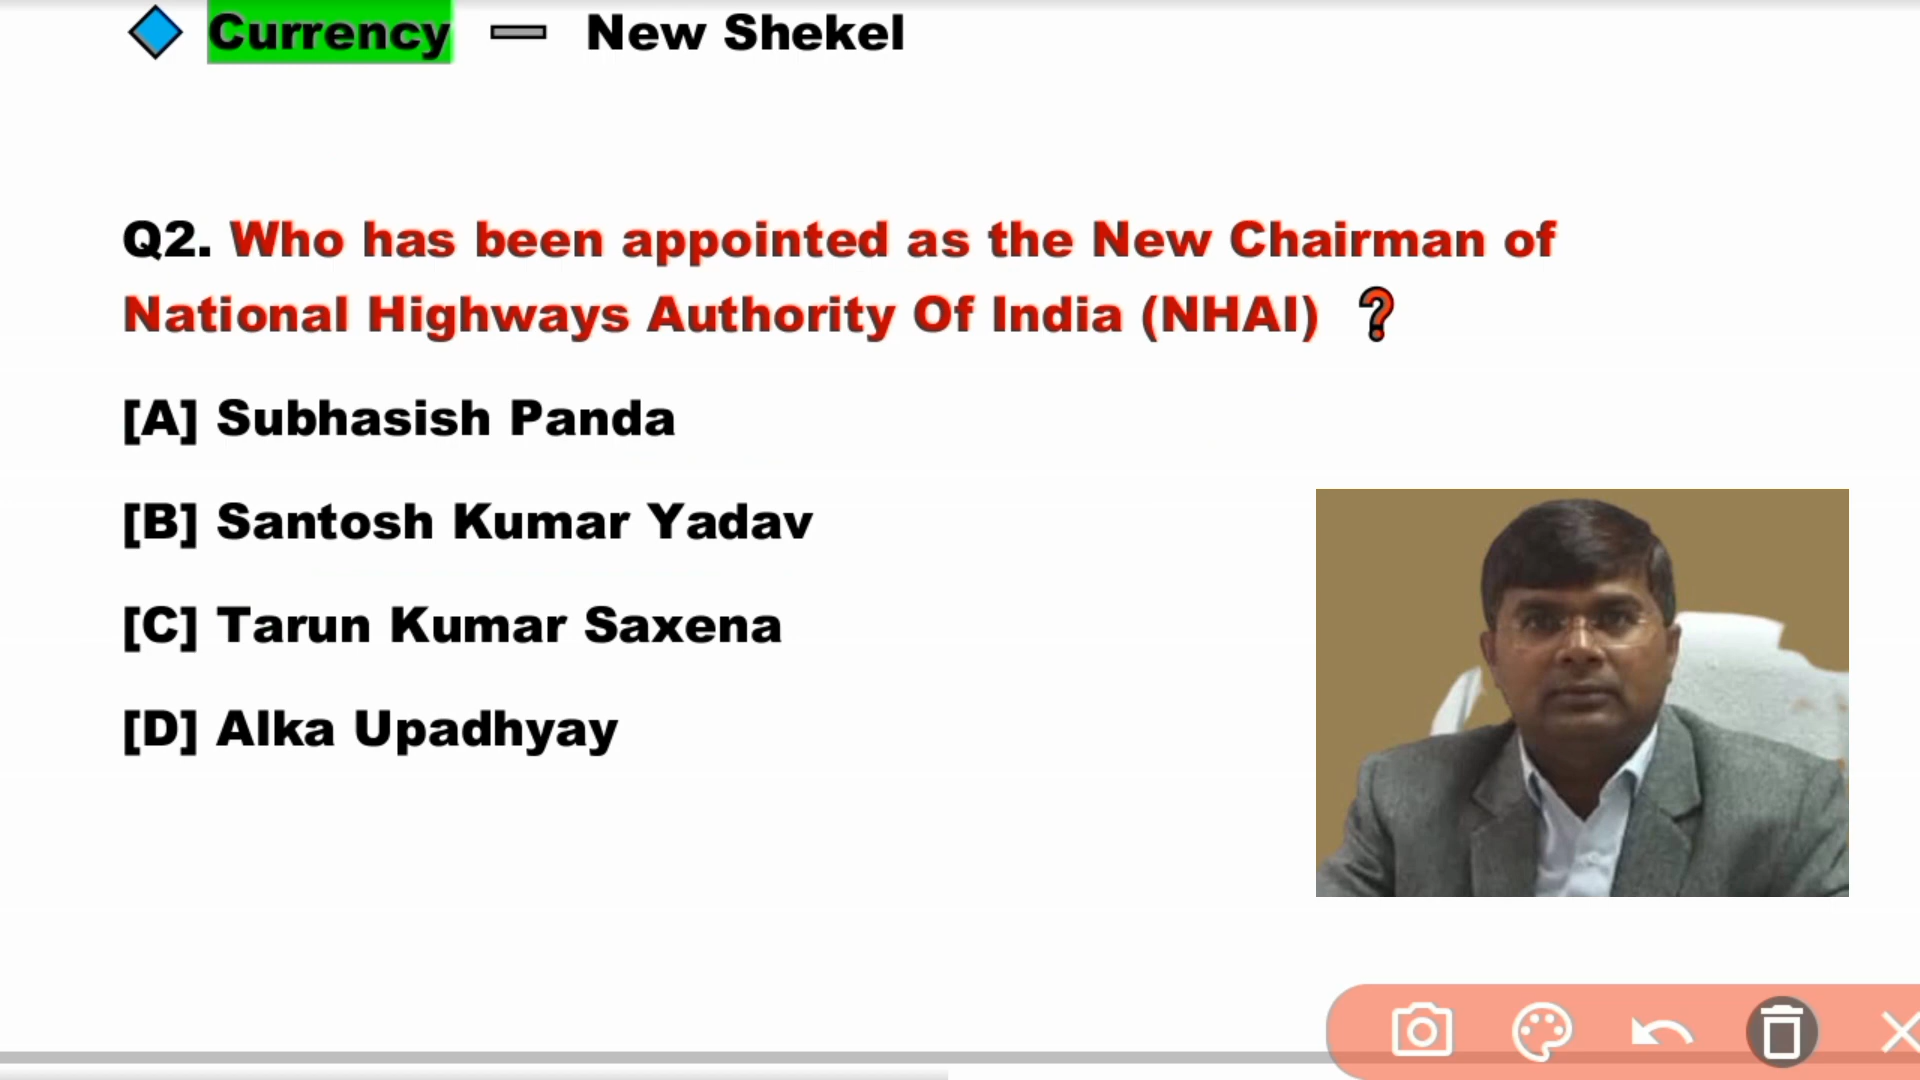 Currency — New Shekel
Q2. Who has been appointed as the New Chairman of
National Highways Authority Of India (NHAI) ?
[A] Subhasish Panda
[B] Santosh Kumar Yadav
[C] Tarun Kumar Saxena
[D] Alka Upadhyay